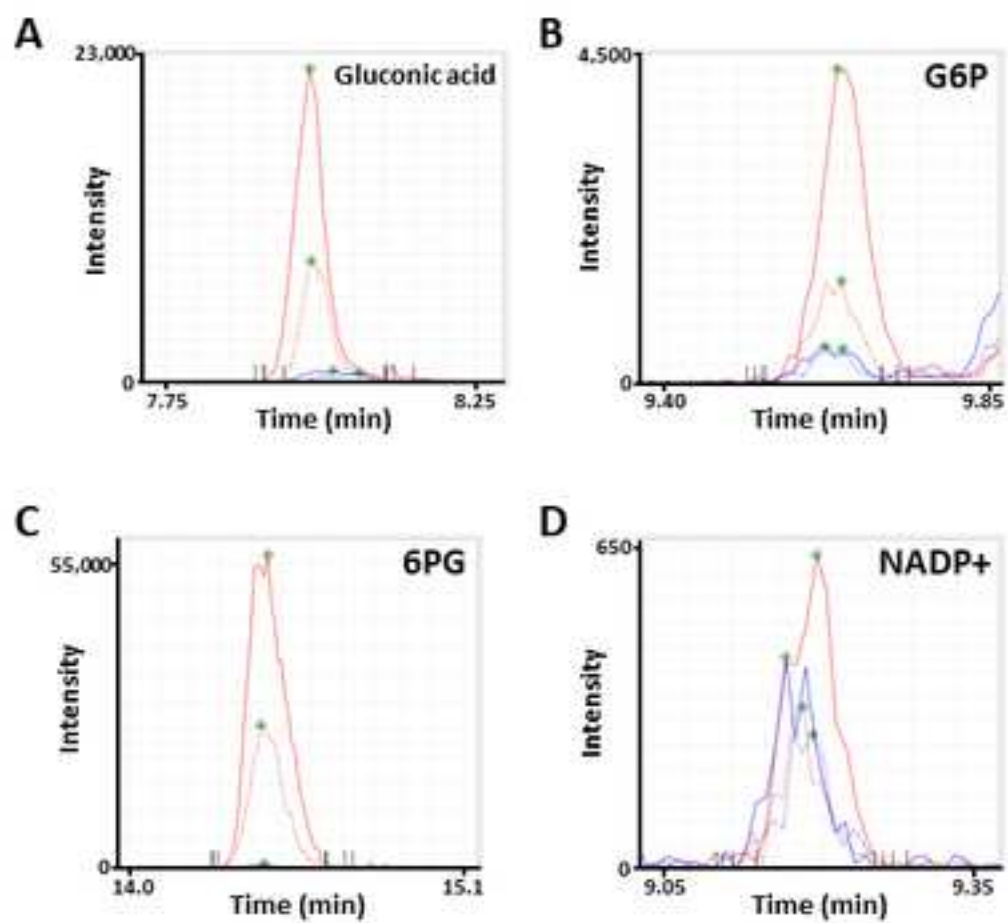 A
23,000
Gluconic acid
Intensity
0
7.75
8.25
Time (min)
B
4,500
G6P
Intensity
0
9.40
9.85
Time (min)
C
55,000
6PG
Intensity
0
14.0
15.1
Time (min)
D
650
NADP+
Intensity
0
9.05
9.35
Time (min)